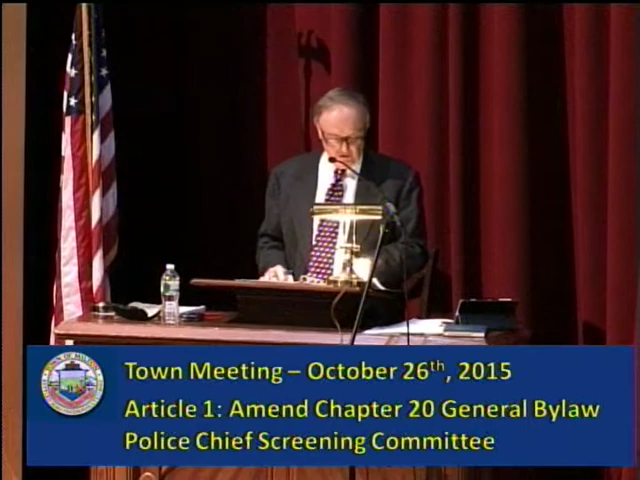 Town Meeting – October 26th, 2015
Article 1: Amend Chapter 20 General Bylaw
Police Chief Screening Committee